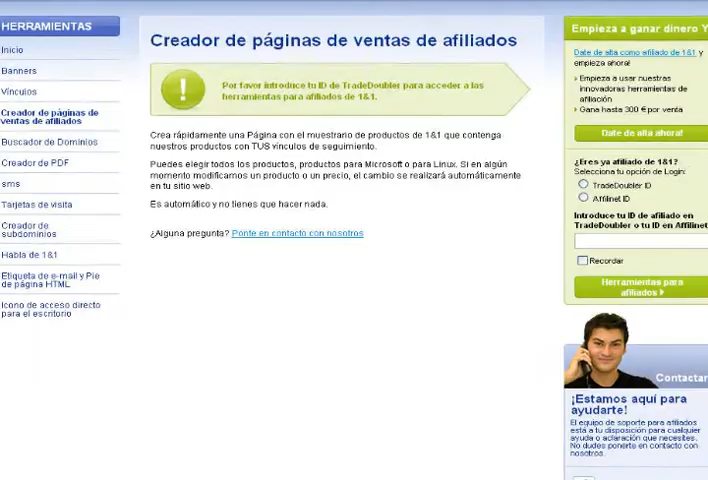 HERRAMIENTAS
Inicio
Banners
Vínculos
Creador de páginas de
ventas de afiliados
Buscador de Dominios
Creador de PDF
sms
Tarjetas de visita
Creador de
subdominios
Habla de 1&1
Etiqueta de e-mail y Pie
de página HTML
Icono de acceso directo
para el escritorio
Creador de páginas de ventas de afiliados
!
Por favor introduce tu ID de TradeDoubler para acceder a las
herramientas para afiliados de 1&1.
Crea rápidamente una Página con el muestrario de productos de 1&1 que contenga
nuestros productos con TUS vínculos de seguimiento.
Puedes elegir todos los productos, productos para Microsoft o para Linux. Si en algún
momento modificamos un producto o un precio, el cambio se realizará automáticamente
en tu sitio web.
Es automático y no tienes que hacer nada.
¿Alguna pregunta? Ponte en contacto con nosotros
Empieza a ganar dinero Y
Date de alta como afiliado de 1&1 y
empieza ahora!
Empieza a usar nuestras
innovadoras herramientas de
afiliación
Gana hasta 300 € por venta
Date de alta ahora!
¿Eres ya afiliado de 1&1?
Selecciona tu opción de Login:
TradeDoubler ID
Affilinet ID
Introduce tu ID de afiliado en
TradeDoubler o tu ID en Affilinet
Recordar
Herramientas para
afiliados
Contactar
¡Estamos aquí para
ayudarte!
El equipo de soporte para afiliados
está a tu disposición para cualquier
ayuda o aclaración que necesites.
No dudes ponerte en contacto con
nosotros.